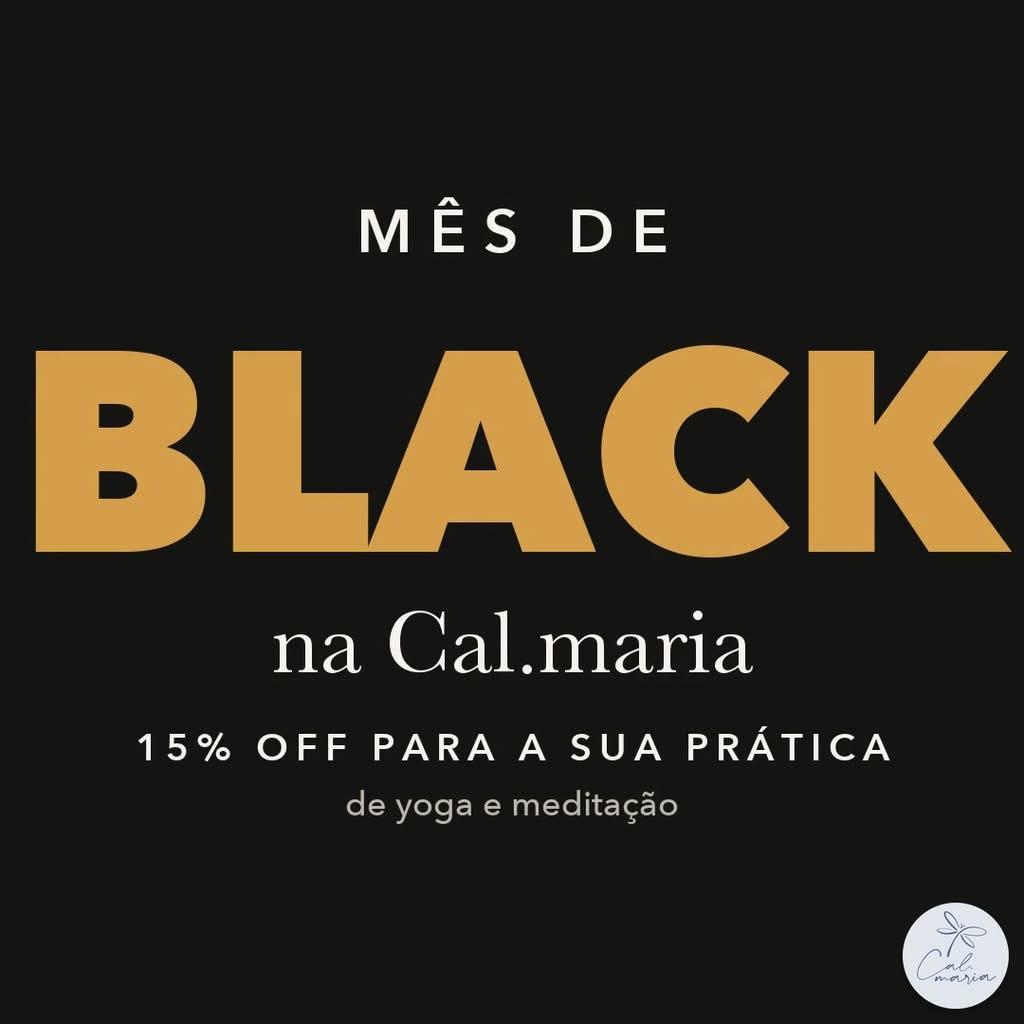 MÊS DE
BLACK
na Cal.maria
15% OFF PARA A SUA PRÁTICA
de yoga e meditação
Cal.
maria